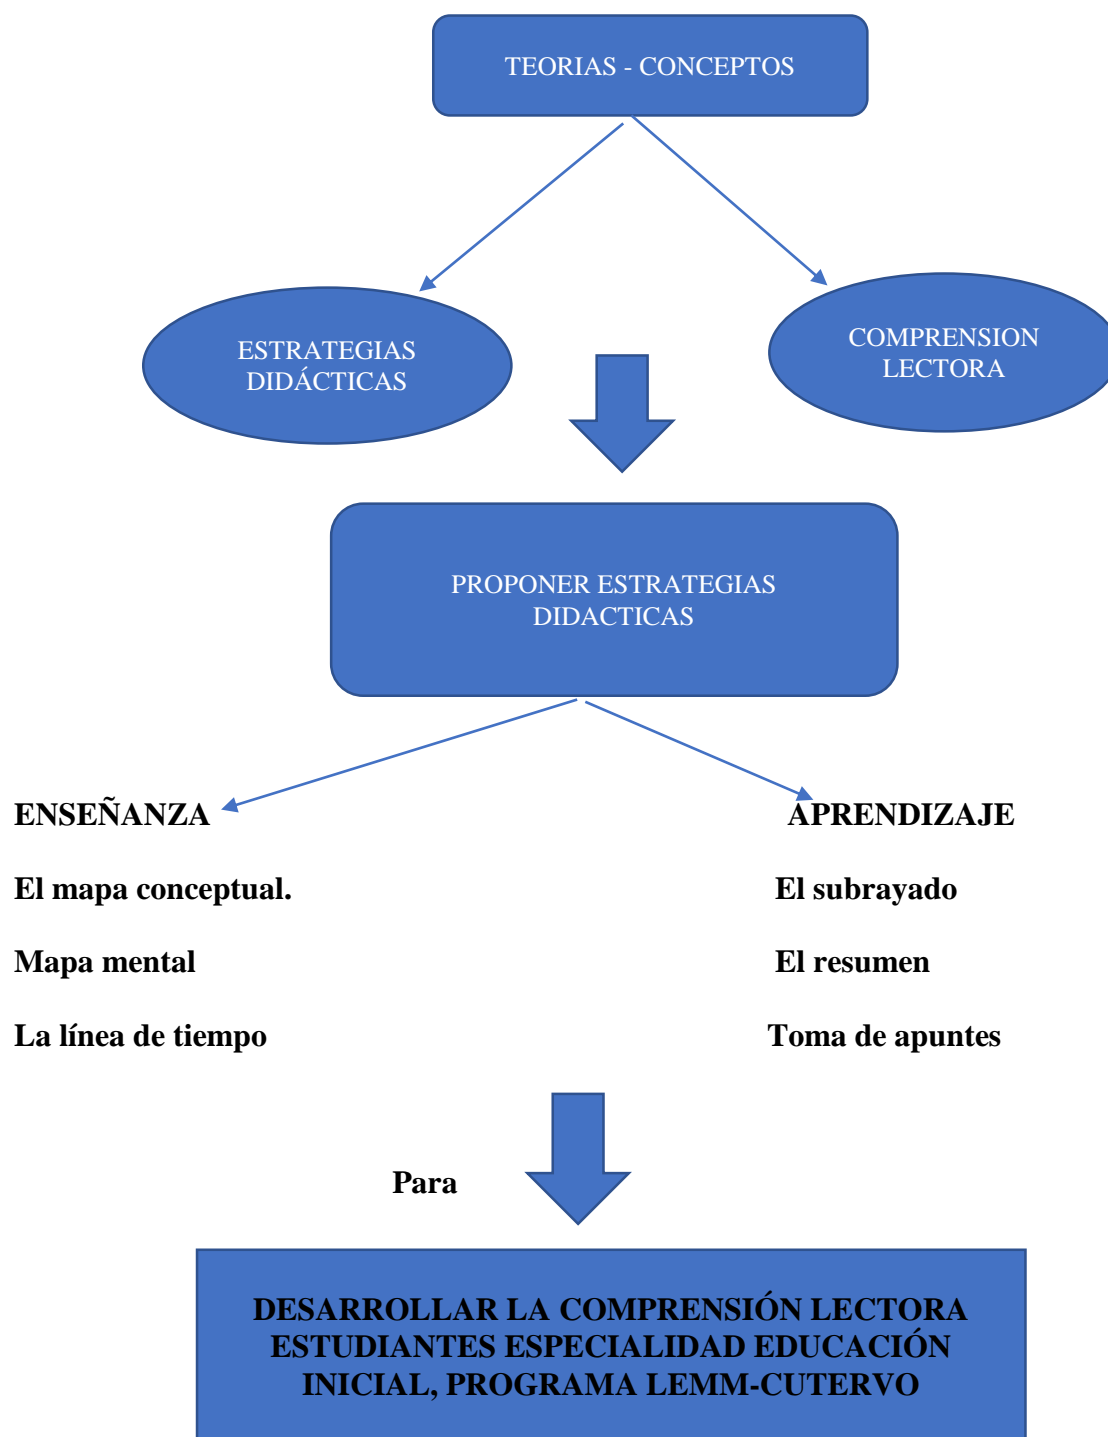 TEORIAS - CONCEPTOS
ESTRATEGIAS
DIDÁCTICAS
COMPRENSION
LECTORA
PROPONER ESTRATEGIAS
DIDACTICAS
ENSEÑANZA
APRENDIZAJE
El mapa conceptual.
El subrayado
Mapa mental
El resumen
La línea de tiempo
Toma de apuntes
Para
DESARROLLAR LA COMPRENSIÓN LECTORA
ESTUDIANTES ESPECIALIDAD EDUCACIÓN
INICIAL, PROGRAMA LEMM-CUTERVO